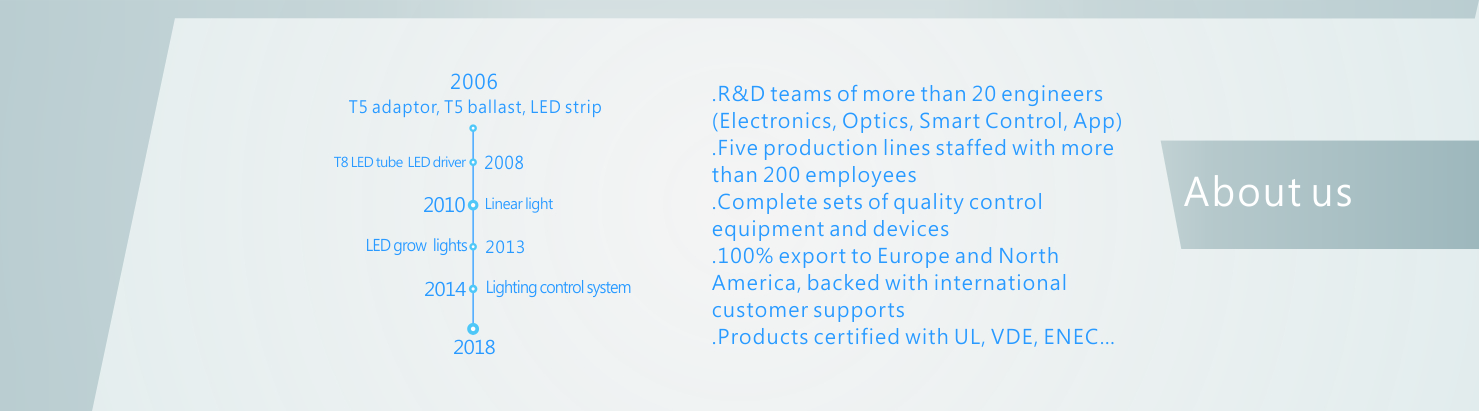 2006
T5 adaptor, T5 ballast, LED strip
T8 LED tube LED driver 2008
2010 Linear light
LED grow lights 2013
2014 Lighting control system
2018
.R&D teams of more than 20 engineers
(Electronics, Optics, Smart Control, App)
.Five production lines staffed with more
than 200 employees
.Complete sets of quality control
equipment and devices
.100% export to Europe and North
America, backed with international
customer supports
.Products certified with UL, VDE, ENEC...
About us